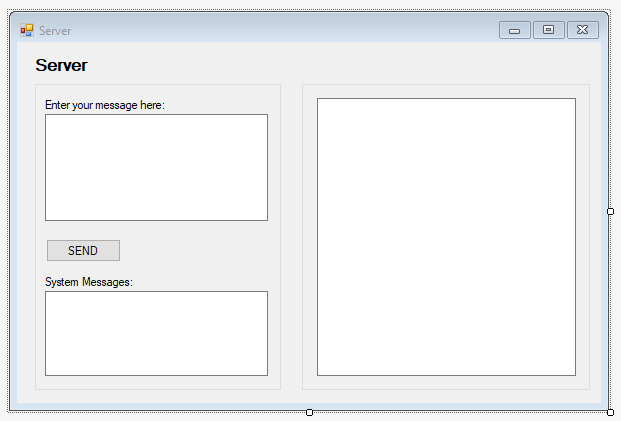 Server
Server
Enter your message here:
SEND
System Messages: